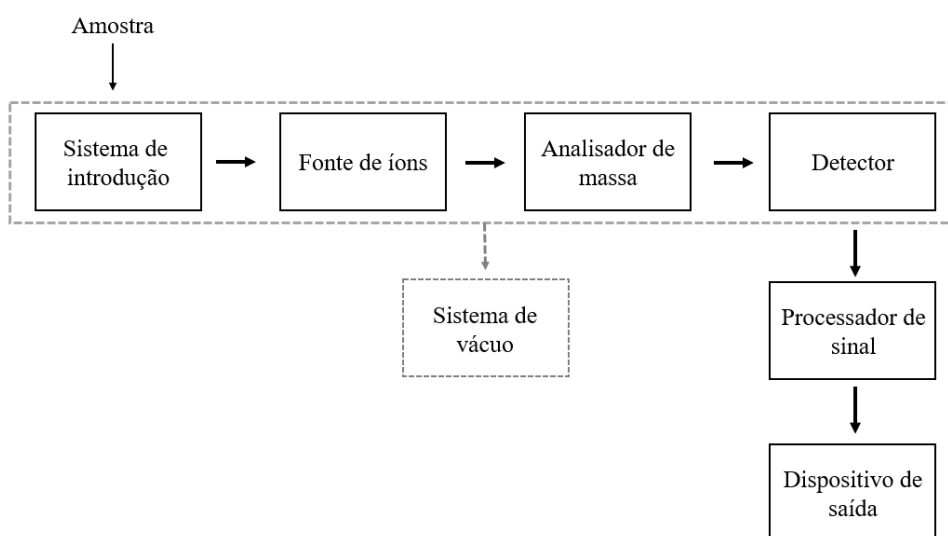 Amostra
Sistema de
introdução
Fonte de íons
Analisador de
massa
Detector
Sistema de
vácuo
Processador de
sinal
Dispositivo de
saída